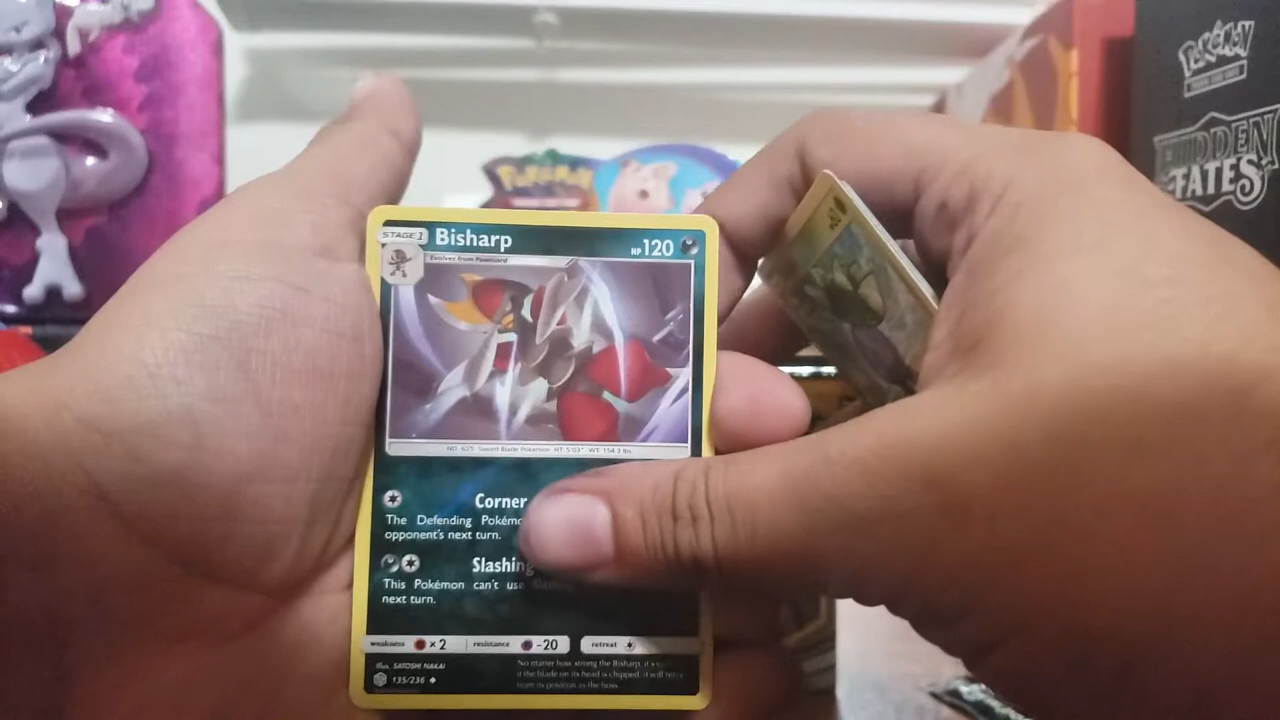 POKéMON
HIDDEN
FATES
POKéMON
STAGE 1 Bisharp HP 120
Evolves from Pawniard
NO. 625 Sword Blade Pokémon HT: 5'03" WT: 154.3 lbs.
Corner
The Defending Pokémo
opponent's next turn.
Slashing
This Pokémon can't use
next turn.
weakness ×2 resistance -20 retreat
Illus. SATOSHI NAKAI
135/236
No matter how strong the Bisharp, if
if the blade on its head is chipped, it will
its position as the boss.